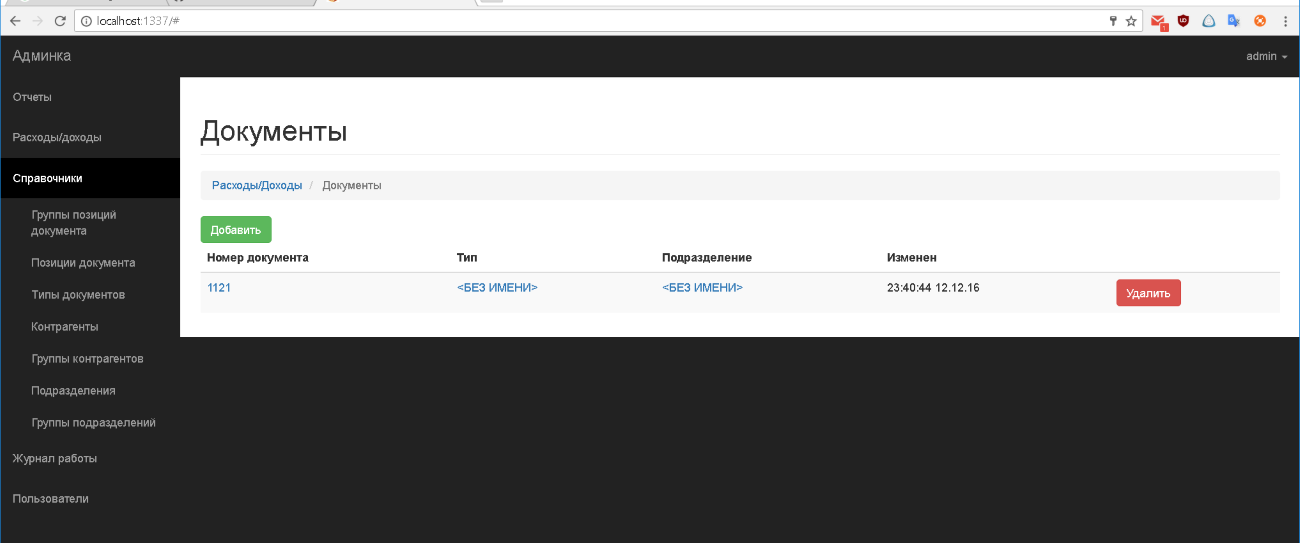 localhost:1337/#
1
Админка
admin
Отчеты
Расходы/доходы
Справочники
Группы позиций
документа
Позиции документа
Типы документов
Контрагенты
Группы контрагентов
Подразделения
Группы подразделений
Журнал работы
Пользователи
Документы
Расходы/Доходы / Документы
Добавить
Номер документа Тип Подразделение Изменен
1121 <БЕЗ ИМЕНИ> <БЕЗ ИМЕНИ> 23:40:44 12.12.16 Удалить